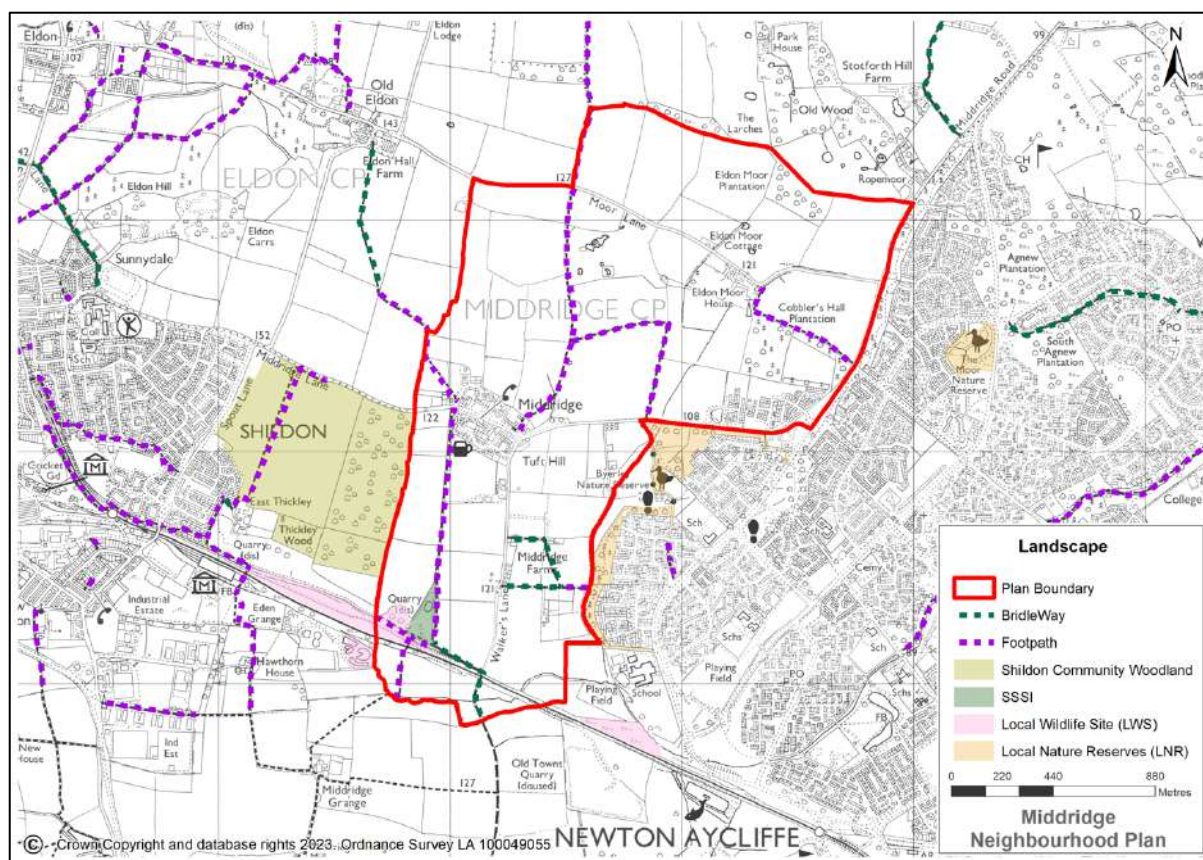 Eldon
102
(dis)
132
Eldon
Lodge
Old
Eldon
143
Eldon Hall
Farm
ELDON CP
Eldon Hill
Eldon
Carrs
Sunnydale
Coll
Sch
152
Middridge Lane
Spout Lane
SHILDON
Cricket
Gd
East Thickley
Thickley
Wood
Quarry
(dis)
Industrial
Estate
FB
Eden
Grange
Hawthorn
House
Ind
Est
New
House
Middridge
Grange
127
Park
House
Stotforth Hill
Farm
Old Wood
The
Larches
Ropemoor
99
Middridge Road
N
CH
127
Moor Lane
Eldon Moor
Plantation
Eldon Moor
Cottage
121
Eldon Moor
House
Cobbler's Hall
Plantation
MIDDRIDGE CP
Agnew
Plantation
South
Agnew
Plantation
PO
The
Moor
Nature
Reserve
122
Middridge
108
Tuft Hill
Nature Reserve
Sch
Middridge
Farm
121
Quarry
(dis)
Walker's Lane
Cemy
Schs
Playing
Field
School
Playing
Field
PO
Sch
Schs
FB
College
Old Towns
Quarry
(disused)
NEWTON AYCLIFFE
Landscape
Plan Boundary
BridleWay
Footpath
Shildon Community Woodland
SSSI
Local Wildlife Site (LWS)
Local Nature Reserves (LNR)
0 220 440 880
Metres
Middridge
Neighbourhood Plan
© Crown Copyright and database rights 2023. Ordnance Survey LA 100049055